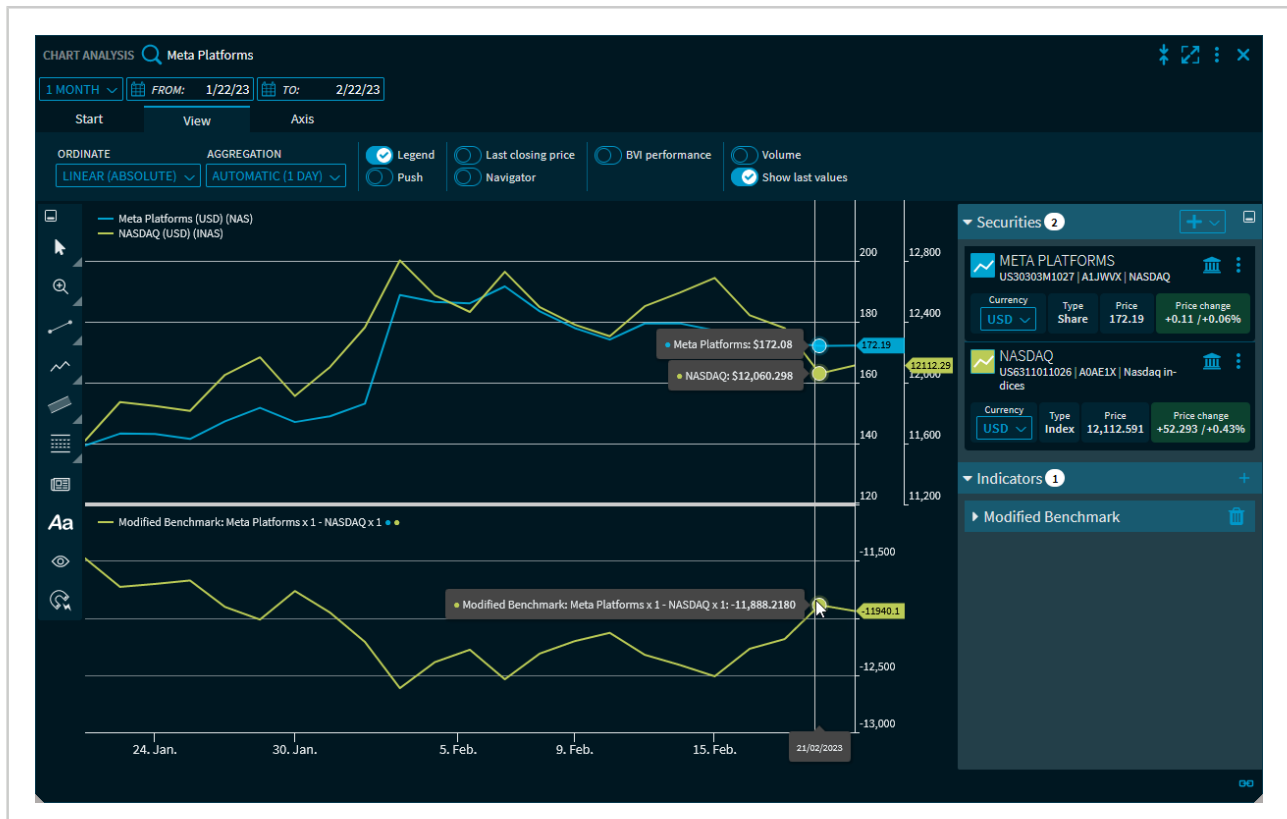 CHART ANALYSIS Meta Platforms
1 MONTH FROM: 1/22/23 TO: 2/22/23
Start View Axis
ORDINATE AGGREGATION
LINEAR (ABSOLUTE) AUTOMATIC (1 DAY)
Legend Last closing price BVI performance Volume
Push Navigator Show last values
Meta Platforms (USD) (NAS)
NASDAQ (USD) (INAS)
200 12,800
180 12,400
Meta Platforms: $172.08 172.19
NASDAQ: $12,060.298 12112.29
160 12,000
140 11,600
120 11,200
Aa
Modified Benchmark: Meta Platforms x 1 - NASDAQ x 1
-11,500
Modified Benchmark: Meta Platforms x 1 - NASDAQ x 1: -11,888.2180 -11940.1
-12,500
-13,000
24. Jan. 30. Jan. 5. Feb. 9. Feb. 15. Feb. 21/02/2023
Securities 2
META PLATFORMS
US30303M1027 | A1JWVX | NASDAQ
Currency Type Price Price change
USD Share 172.19 +0.11 /+0.06%
NASDAQ
US6311011026 | A0AE1X | Nasdaq in-
dices
Currency Type Price Price change
USD Index 12,112.591 +52.293 /+0.43%
Indicators 1
Modified Benchmark